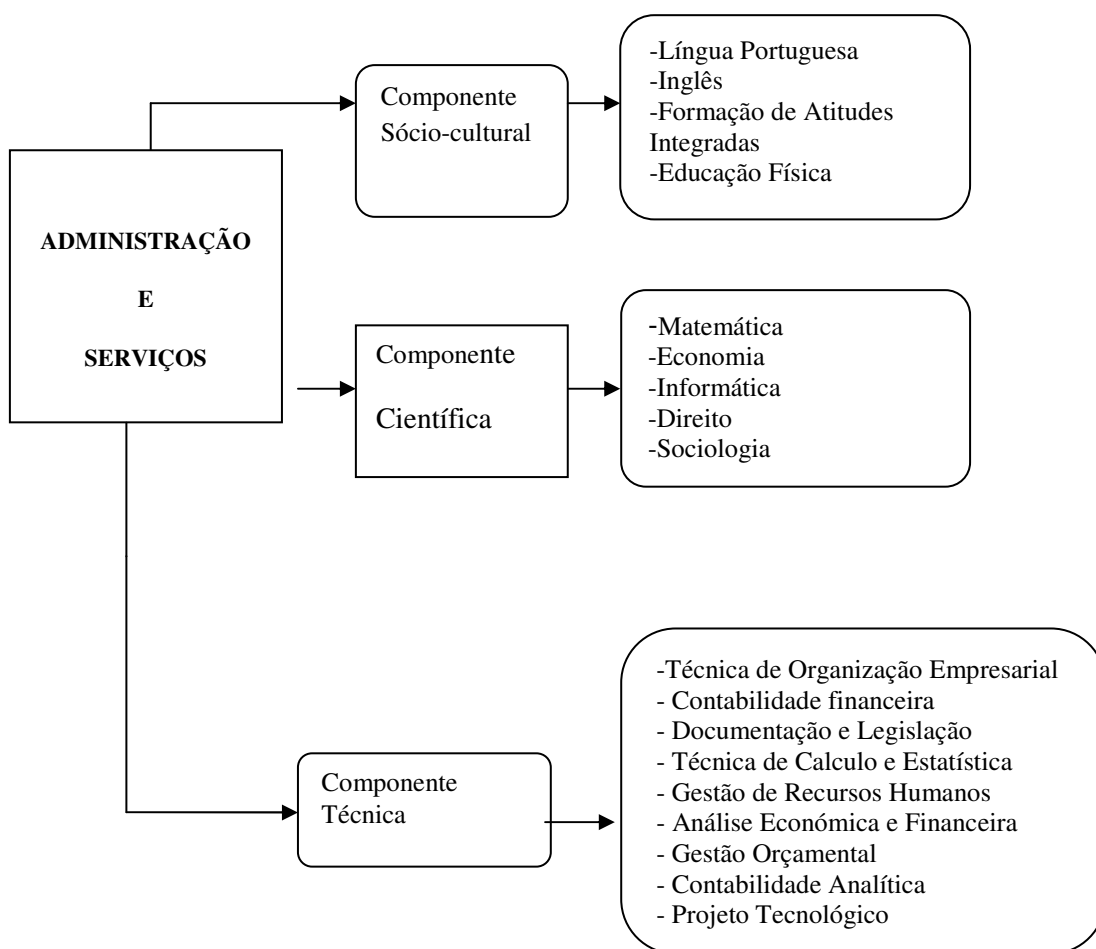 ADMINISTRAÇÃO
E
SERVIÇOS
Componente
Sócio-cultural
-Língua Portuguesa
-Inglês
-Formação de Atitudes
Integradas
-Educação Física
Componente
Científica
-Matemática
-Economia
-Informática
-Direito
-Sociologia
Componente
Técnica
-Técnica de Organização Empresarial
- Contabilidade financeira
- Documentação e Legislação
- Técnica de Calculo e Estatística
- Gestão de Recursos Humanos
- Análise Económica e Financeira
- Gestão Orçamental
- Contabilidade Analítica
- Projeto Tecnológico